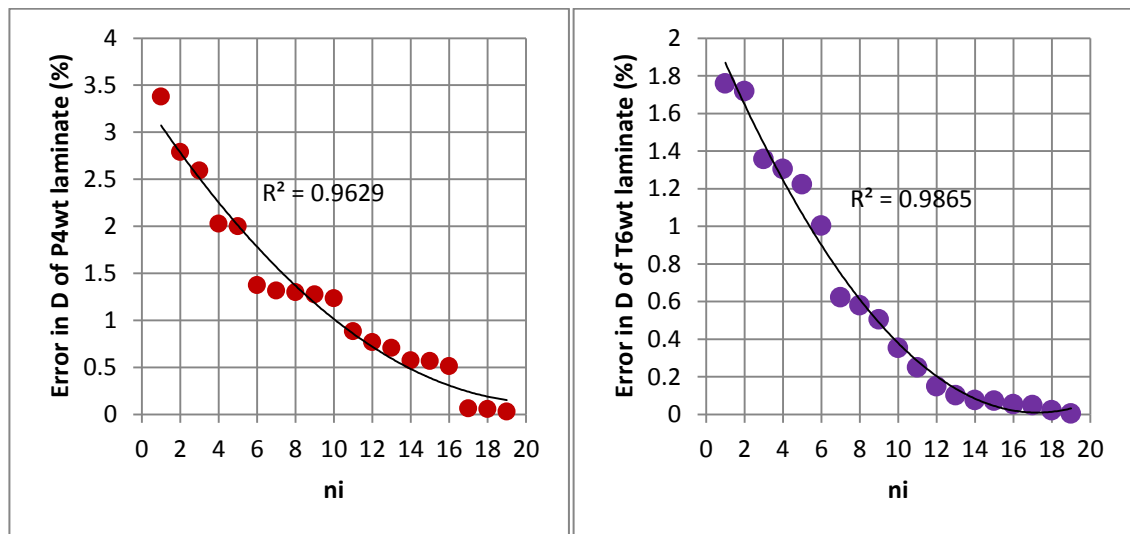 Error in D of P4wt laminate (%)
4
3.5
3
2.5
2
1.5
1
0.5
0
R² = 0.9629
0 2 4 6 8 10 12 14 16 18 20
ni
Error in D of T6wt laminate (%)
2
1.8
1.6
1.4
1.2
1
0.8
0.6
0.4
0.2
0
R² = 0.9865
0 2 4 6 8 10 12 14 16 18 20
ni